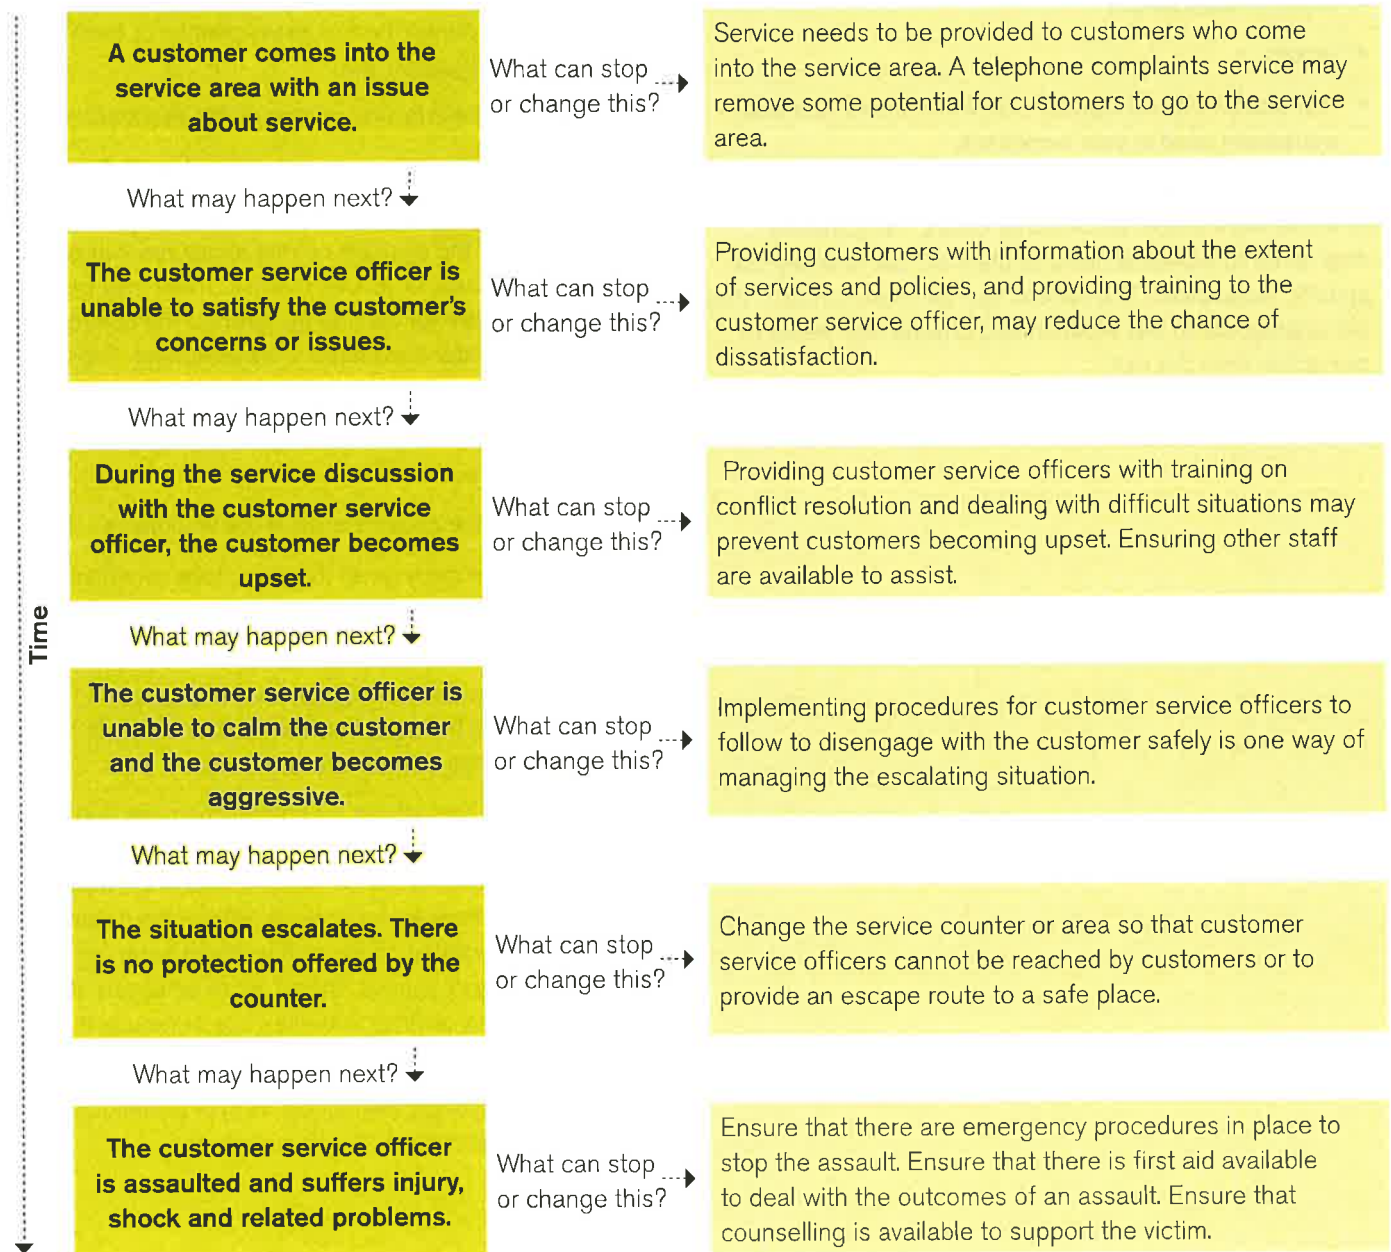 A customer comes into the
service area with an issue
about service.
What can stop
or change this?
Service needs to be provided to customers who come
into the service area. A telephone complaints service may
remove some potential for customers to go to the service
area.
What may happen next?
The customer service officer is
unable to satisfy the customer's
concerns or issues.
What can stop
or change this?
Providing customers with information about the extent
of services and policies, and providing training to the
customer service officer, may reduce the chance of
dissatisfaction.
What may happen next?
During the service discussion
with the customer service
officer, the customer becomes
upset.
What can stop
or change this?
Providing customer service officers with training on
conflict resolution and dealing with difficult situations may
prevent customers becoming upset. Ensuring other staff
are available to assist.
Time
What may happen next?
The customer service officer is
unable to calm the customer
and the customer becomes
aggressive.
What can stop
or change this?
Implementing procedures for customer service officers to
follow to disengage with the customer safely is one way of
managing the escalating situation.
What may happen next?
The situation escalates. There
is no protection offered by the
counter.
What can stop
or change this?
Change the service counter or area so that customer
service officers cannot be reached by customers or to
provide an escape route to a safe place.
What may happen next?
The customer service officer
is assaulted and suffers injury,
shock and related problems.
What can stop
or change this?
Ensure that there are emergency procedures in place to
stop the assault. Ensure that there is first aid available
to deal with the outcomes of an assault. Ensure that
counselling is available to support the victim.